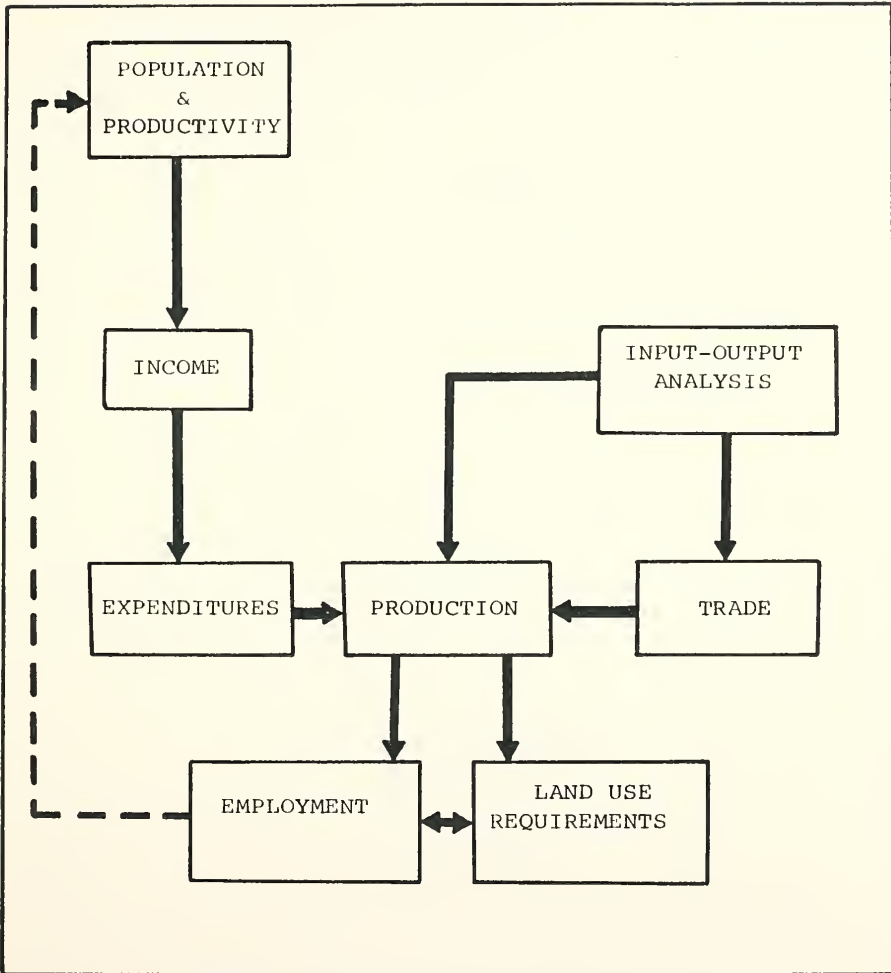 POPULATION
&
PRODUCTIVITY
INCOME
INPUT-OUTPUT
ANALYSIS
EXPENDITURES
PRODUCTION
TRADE
EMPLOYMENT
LAND USE
REQUIREMENTS